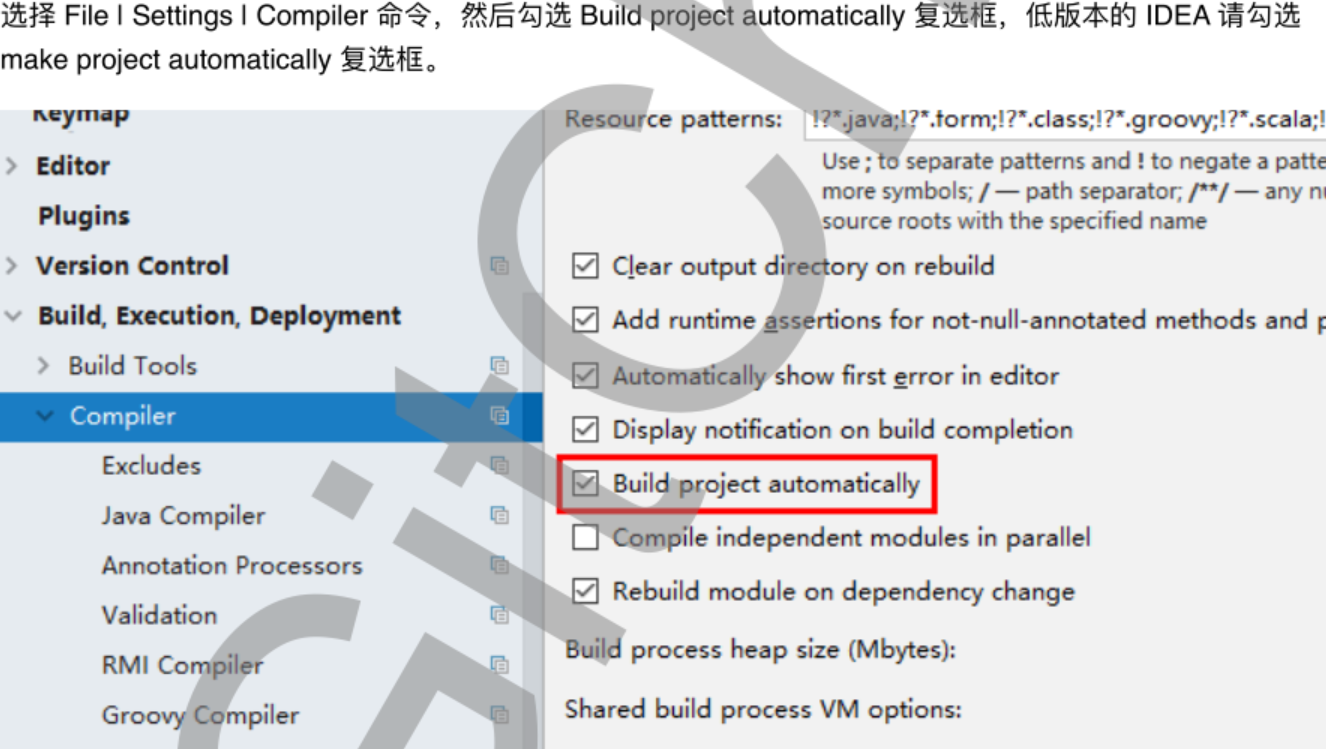 选择 File | Settings | Compiler 命令，然后勾选 Build project automatically 复选框，低版本的 IDEA 请勾选
make project automatically 复选框。
Keymap
Editor
Plugins
Version Control
Build, Execution, Deployment
Build Tools
Compiler
Excludes
Java Compiler
Annotation Processors
Validation
RMI Compiler
Groovy Compiler
Resource patterns: !?*.java;!?*.form;!?*.class;!?*.groovy;!?*.scala;!
Use ; to separate patterns and ! to negate a patte
more symbols; / — path separator; /**/ — any nu
source roots with the specified name
Clear output directory on rebuild
Add runtime assertions for not-null-annotated methods and p
Automatically show first error in editor
Display notification on build completion
Build project automatically
Compile independent modules in parallel
Rebuild module on dependency change
Build process heap size (Mbytes):
Shared build process VM options: